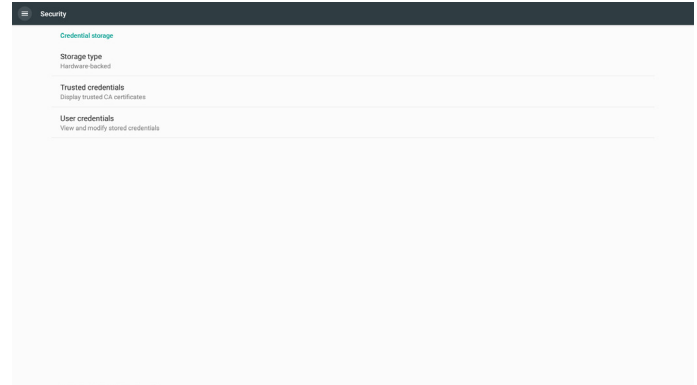 Security
Credential storage
Storage type
Hardware-backed
Trusted credentials
Display trusted CA certificates
User credentials
View and modify stored credentials